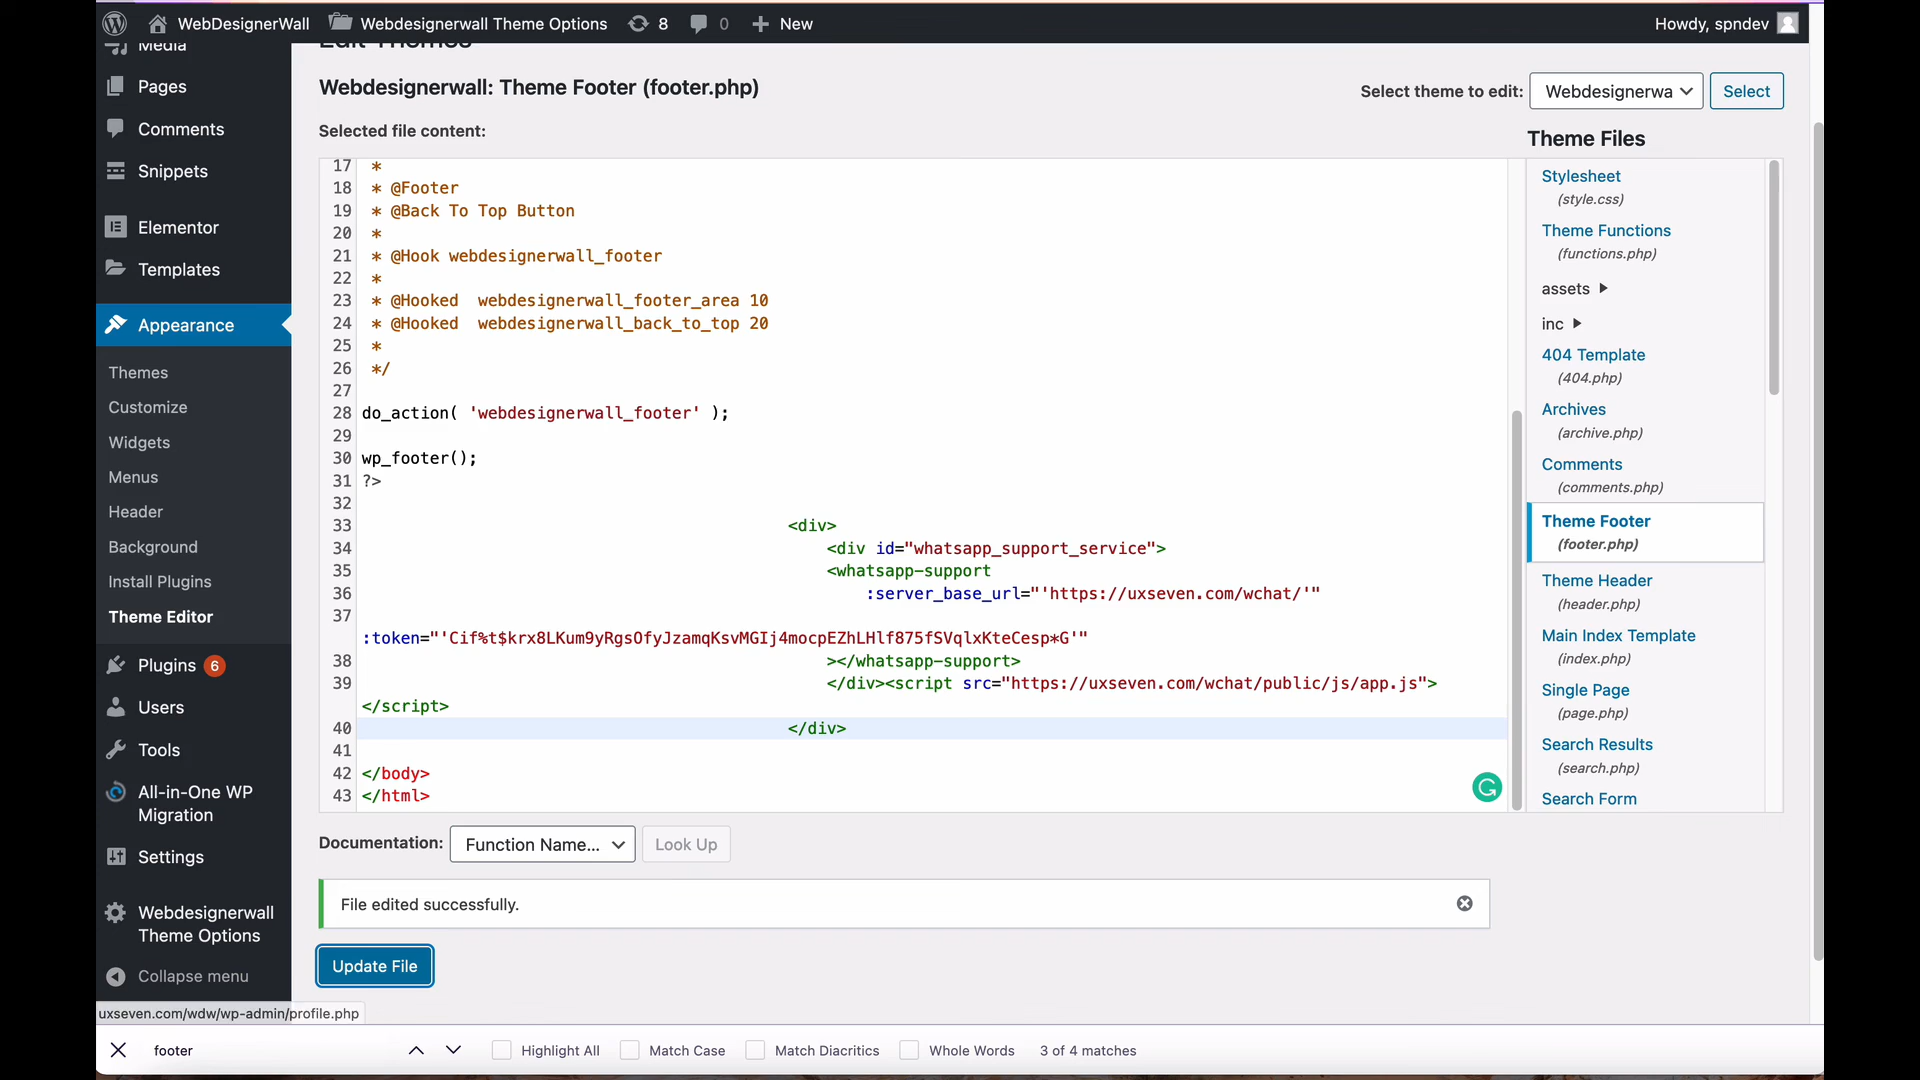 WebDesignerWall
Webdesignerwall Theme Options
8
0
New
Howdy, spndev
Media
Pages
Comments
Snippets
Elementor
Templates
Appearance
Themes
Customize
Widgets
Menus
Header
Background
Install Plugins
Theme Editor
Plugins 6
Users
Tools
All-in-One WP
Migration
Settings
Webdesignerwall
Theme Options
Collapse menu
Edit Themes
Webdesignerwall: Theme Footer (footer.php)
Select theme to edit:
Webdesignerwa
Select
Selected file content:
17 *
18 * @Footer
19 * @Back To Top Button
20 *
21 * @Hook webdesignerwall_footer
22 *
23 * @Hooked  webdesignerwall_footer_area 10
24 * @Hooked  webdesignerwall_back_to_top 20
25 *
26 */
27
28 do_action( 'webdesignerwall_footer' );
29
30 wp_footer();
31 ?>
32
33 <div>
34 <div id="whatsapp_support_service">
35 <whatsapp-support
36 :server_base_url="'https://uxseven.com/wchat/'"
37
:token="'Cif%t$krx8LKum9yRgsOfyJzamqKsvMGIj4mocpEZhLHlf875fSVqlxKteCesp*G'"
38 ></whatsapp-support>
39 </div><script src="https://uxseven.com/wchat/public/js/app.js">
</script>
40 </div>
41
42 </body>
43 </html>
Theme Files
Stylesheet
(style.css)
Theme Functions
(functions.php)
assets
inc
404 Template
(404.php)
Archives
(archive.php)
Comments
(comments.php)
Theme Footer
(footer.php)
Theme Header
(header.php)
Main Index Template
(index.php)
Single Page
(page.php)
Search Results
(search.php)
Search Form
Documentation:
Function Name...
Look Up
File edited successfully.
Update File
uxseven.com/wdw/wp-admin/profile.php
footer
Highlight All
Match Case
Match Diacritics
Whole Words
3 of 4 matches